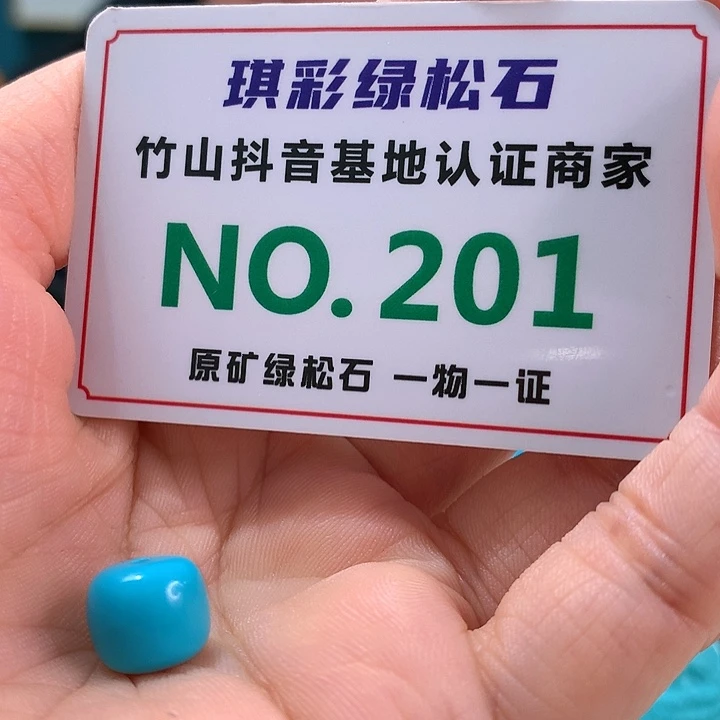 琪彩绿松石
竹山抖音基地认证商家
NO.201
原矿绿松石 一物一证